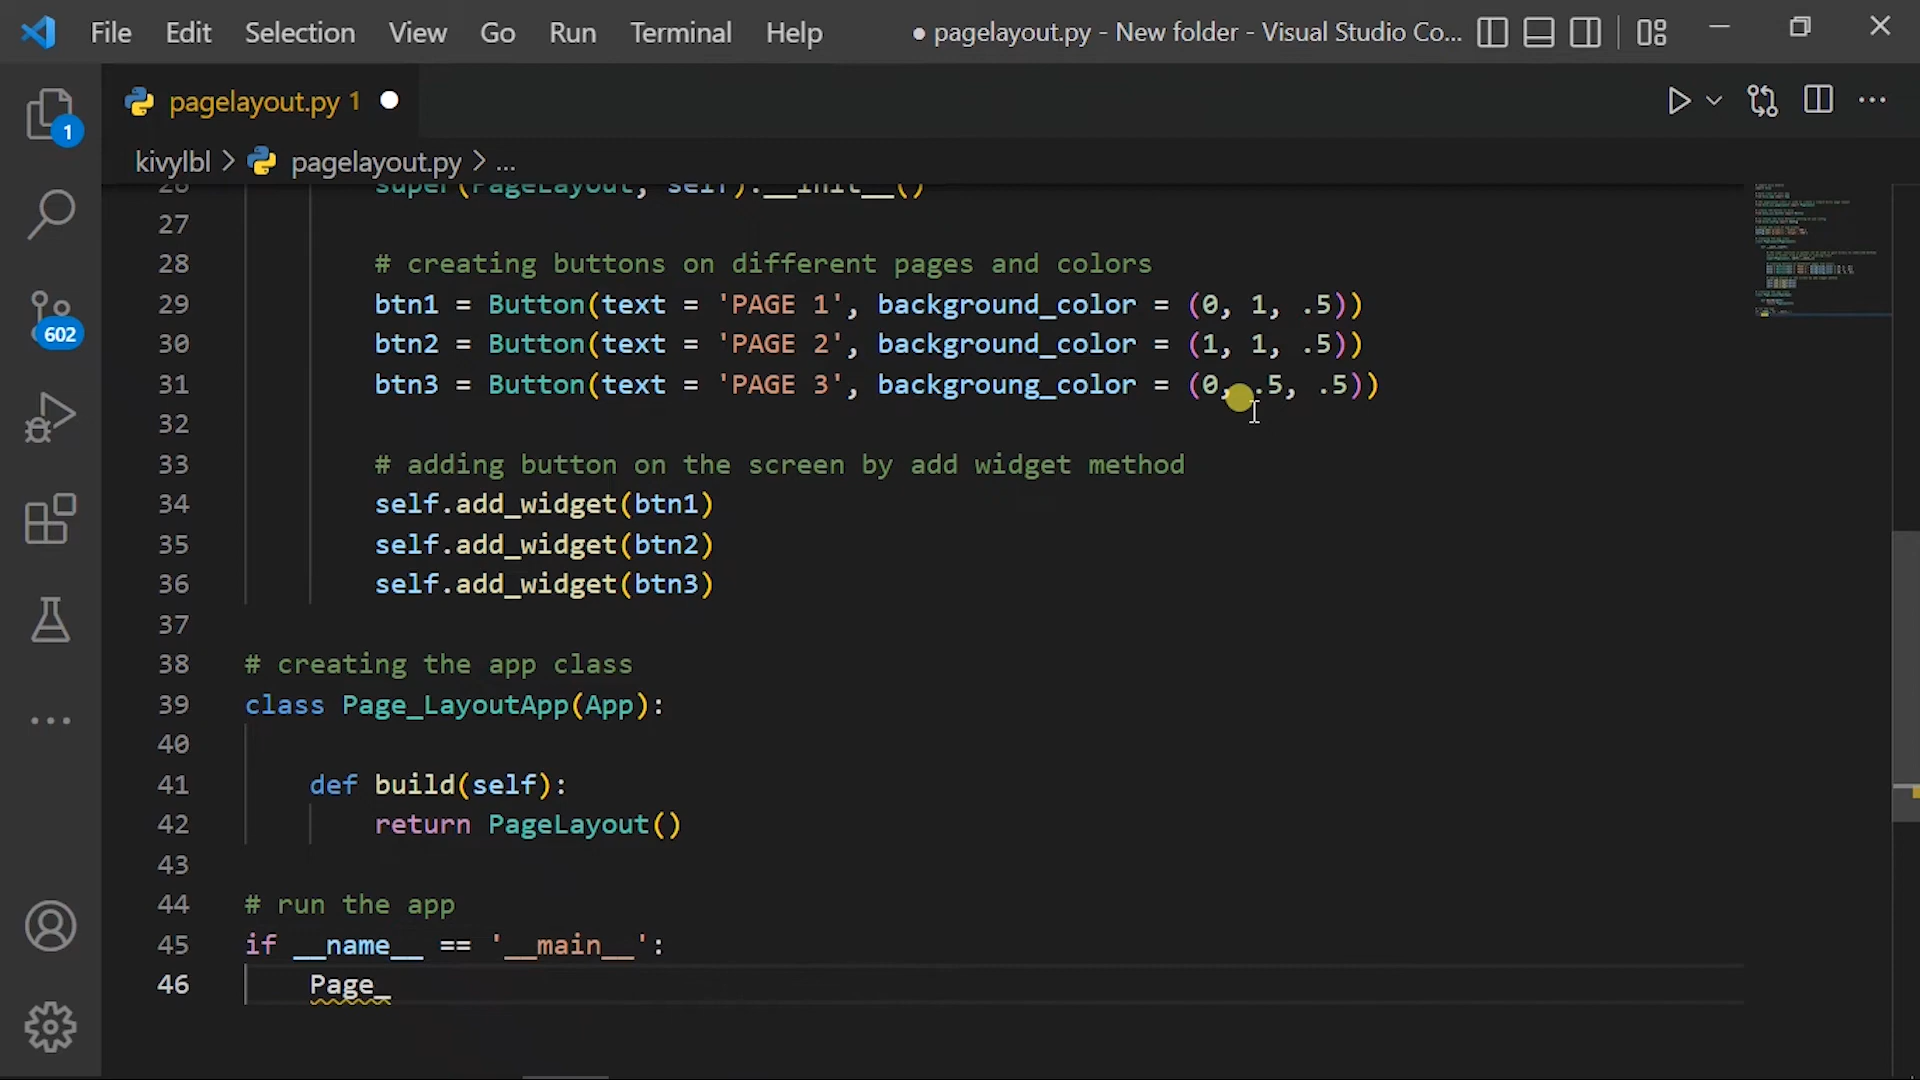 File Edit Selection View Go Run Terminal Help ● pagelayout.py - New folder - Visual Studio Co...
pagelayout.py 1
1
kivylbl > pagelayout.py > ...
26 super(PageLayout, self).__init__()
27
28 # creating buttons on different pages and colors
29 btn1 = Button(text = 'PAGE 1', background_color = (0, 1, .5))
602
30 btn2 = Button(text = 'PAGE 2', background_color = (1, 1, .5))
31 btn3 = Button(text = 'PAGE 3', backgroung_color = (0, .5, .5))
32
33 # adding button on the screen by add widget method
34 self.add_widget(btn1)
35 self.add_widget(btn2)
36 self.add_widget(btn3)
37
38 # creating the app class
39 class Page_LayoutApp(App):
40
41 def build(self):
42 return PageLayout()
43
44 # run the app
45 if __name__ == '__main__':
46 Page_